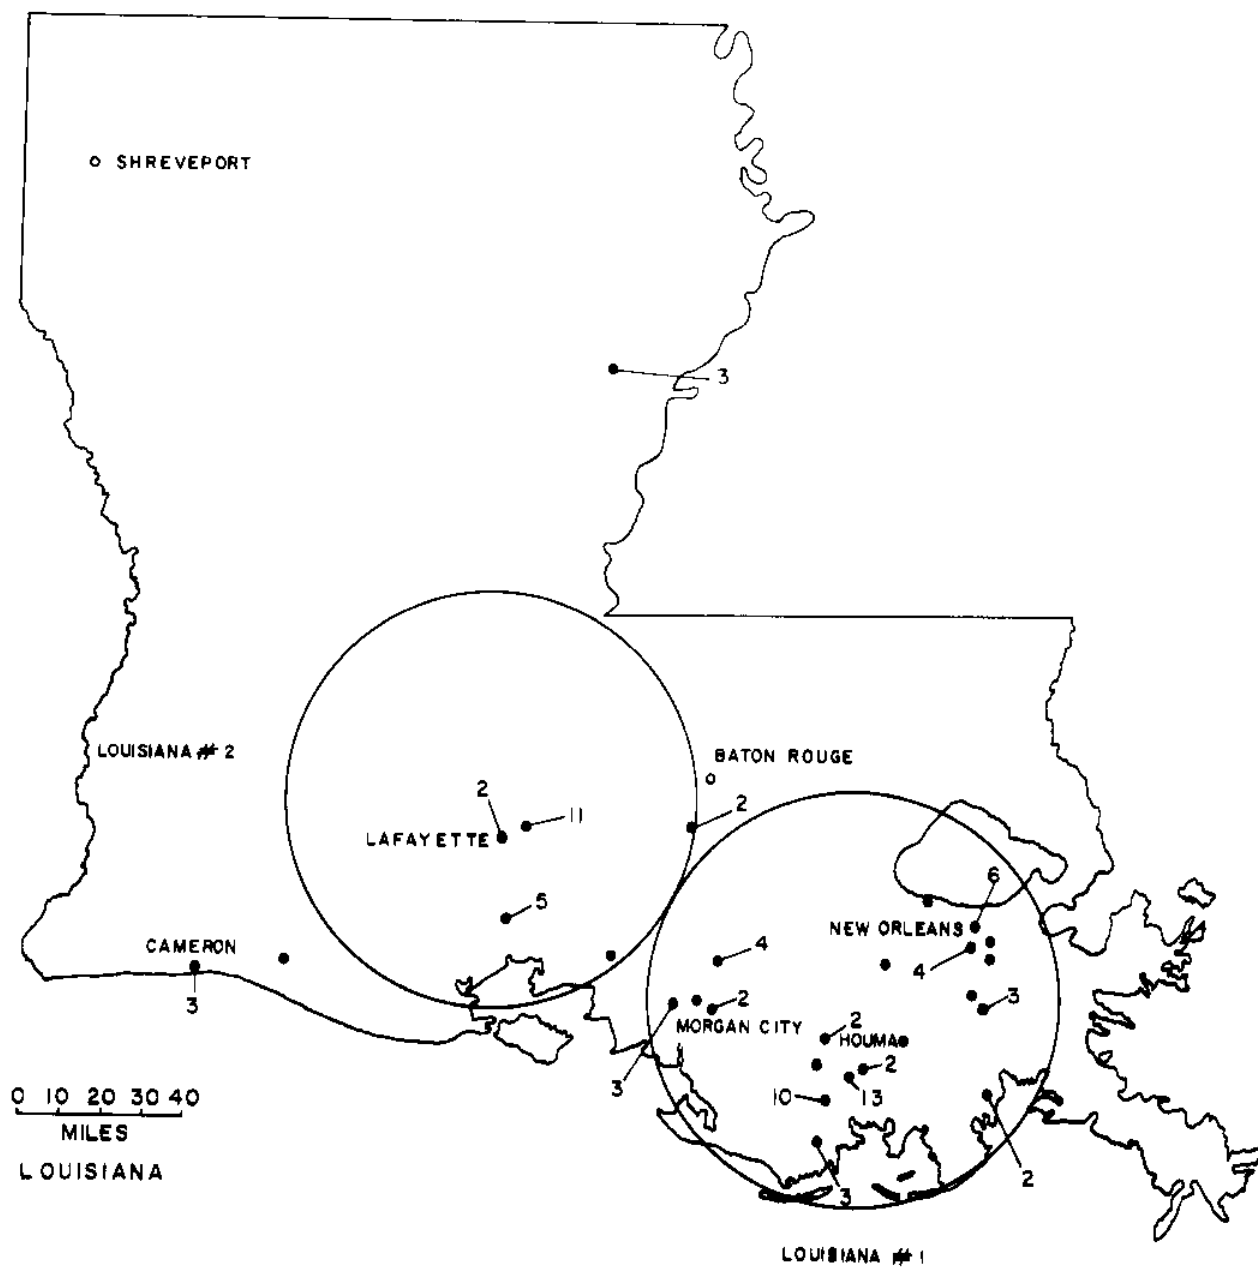 SHREVEPORT
3
LOUISIANA # 2
BATON ROUGE
2
11
2
LAFAYETTE
5
6
NEW ORLEANS
CAMERON
4
4
3
2
3
MORGAN CITY
2
HOUMA
2
3
10
13
0 10 20 30 40
MILES
LOUISIANA
2
3
LOUISIANA # 1